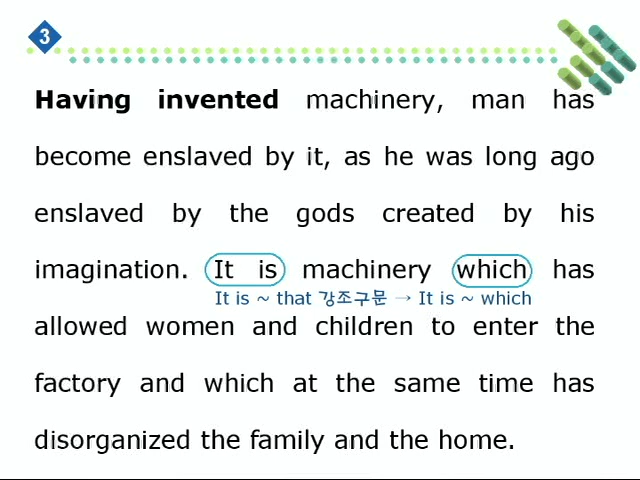 3
Having invented machinery, man has
become enslaved by it, as he was long ago
enslaved by the gods created by his
imagination. It is machinery which has
It is ~ that 강조구문 → It is ~ which
allowed women and children to enter the
factory and which at the same time has
disorganized the family and the home.